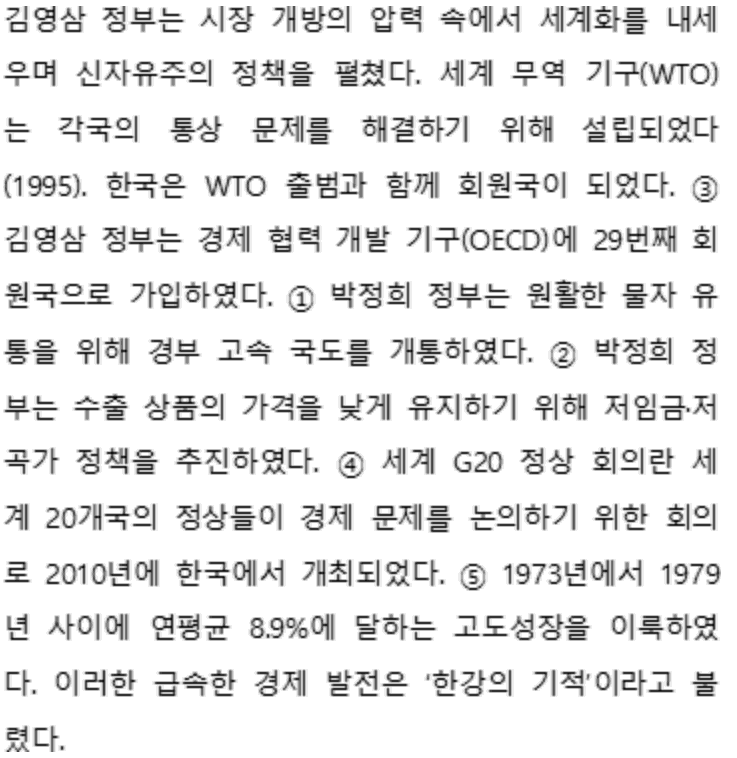 김영삼 정부는 시장 개방의 압력 속에서 세계화를 내세
우며 신자유주의 정책을 펼쳤다. 세계 무역 기구(WTO)
는 각국의 통상 문제를 해결하기 위해 설립되었다
(1995). 한국은 WTO 출범과 함께 회원국이 되었다. ③
김영삼 정부는 경제 협력 개발 기구(OECD)에 29번째 회
원국으로 가입하였다. ① 박정희 정부는 원활한 물자 유
통을 위해 경부 고속 국도를 개통하였다. ② 박정희 정
부는 수출 상품의 가격을 낮게 유지하기 위해 저임금·저
곡가 정책을 추진하였다. ④ 세계 G20 정상 회의란 세
계 20개국의 정상들이 경제 문제를 논의하기 위한 회의
로 2010년에 한국에서 개최되었다. ⑤ 1973년에서 1979
년 사이에 연평균 8.9%에 달하는 고도성장을 이룩하였
다. 이러한 급속한 경제 발전은 '한강의 기적'이라고 불
렸다.